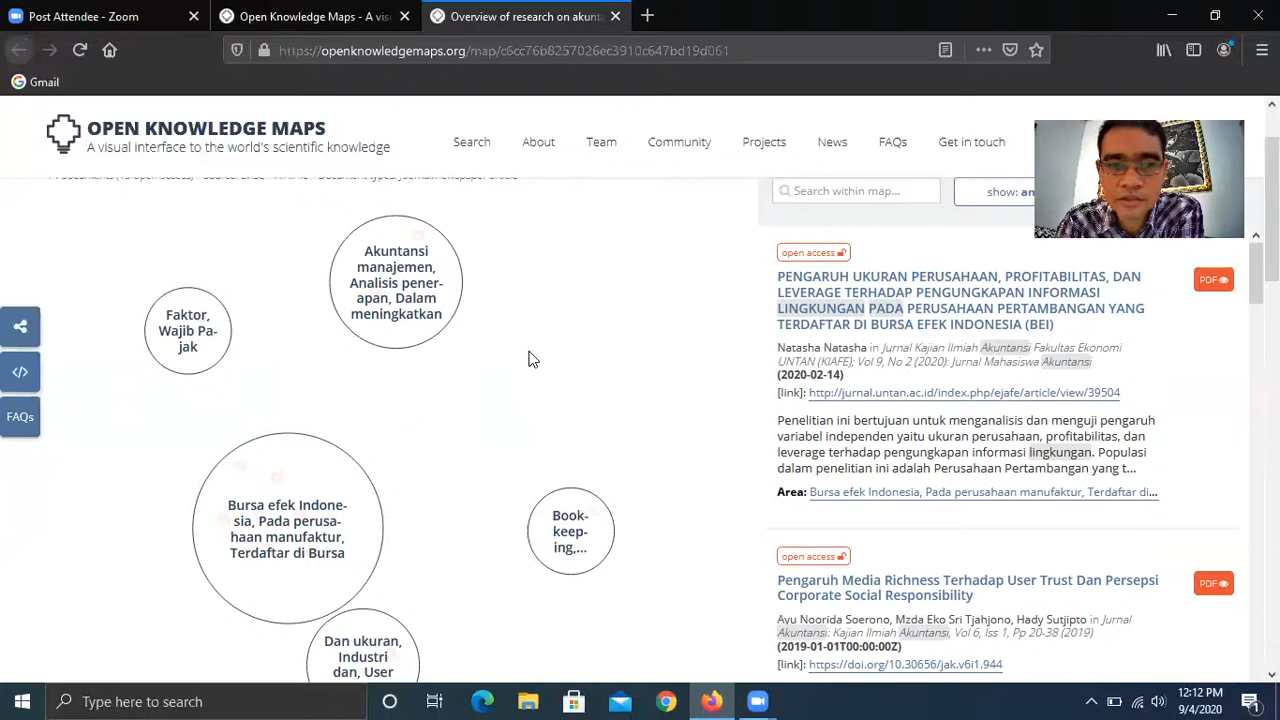 Post Attendee - Zoom
Open Knowledge Maps - A vis
Overview of research on akunta
https://openknowledgemaps.org/map/c6cc76b8257026ec3910c647bd19d061
Gmail
OPEN KNOWLEDGE MAPS
A visual interface to the world's scientific knowledge
Search
About
Team
Community
Projects
News
FAQs
Get in touch
Search within map...
show: an
Akuntansi
manajemen,
Analisis pener-
apan, Dalam
meningkatkan
Faktor,
Wajib Pa-
jak
FAQs
Bursa efek Indone-
sia, Pada perusa-
haan manufaktur,
Terdaftar di Bursa
Book-
keep-
ing,...
Dan ukuran,
Industri
dan, User
open access
PDF
PENGARUH UKURAN PERUSAHAAN, PROFITABILITAS, DAN
LEVERAGE TERHADAP PENGUNGKAPAN INFORMASI
LINGKUNGAN PADA PERUSAHAAN PERTAMBANGAN YANG
TERDAFTAR DI BURSA EFEK INDONESIA (BEI)
Natasha Natasha in Jurnal Kajian Ilmiah Akuntansi Fakultas Ekonomi
UNTAN (KIAFE); Vol 9, No 2 (2020): Jurnal Mahasiswa Akuntansi
(2020-02-14)
[link]: http://jurnal.untan.ac.id/index.php/ejafe/article/view/39504
Penelitian ini bertujuan untuk menganalisis dan menguji pengaruh
variabel independen yaitu ukuran perusahaan, profitabilitas, dan
leverage terhadap pengungkapan informasi lingkungan. Populasi
dalam penelitian ini adalah Perusahaan Pertambangan yang t...
Area: Bursa efek Indonesia, Pada perusahaan manufaktur, Terdaftar di...
open access
PDF
Pengaruh Media Richness Terhadap User Trust Dan Persepsi
Corporate Social Responsibility
Ayu Noorida Soerono, Mzda Eko Sri Tjahjono, Hady Sutjipto in Jurnal
Akuntansi: Kajian Ilmiah Akuntansi, Vol 6, Iss 1, Pp 20-38 (2019)
(2019-01-01T00:00:00Z)
[link]: https://doi.org/10.30656/jak.v6i1.944
Type here to search
12:12 PM
9/4/2020
1